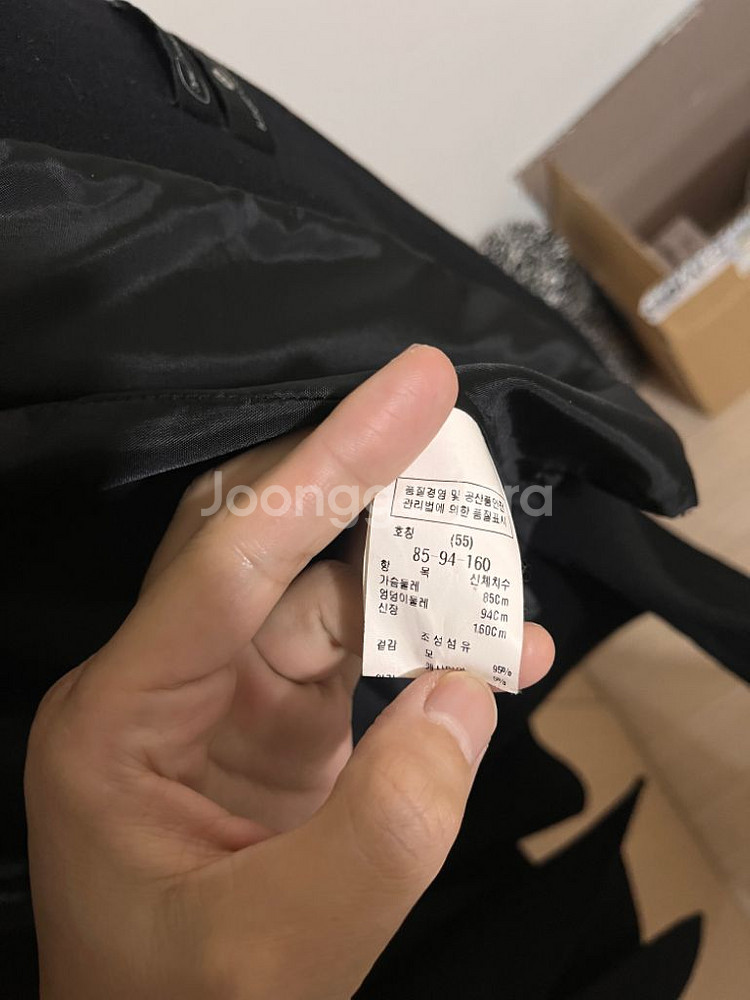 Joongg ra
품질경영 및 공산품안전
관리법에 의한 품질표시
호칭 (55)
85-94-160
항 목 신체치수
가슴둘레 85Cm
엉덩이둘레 94Cm
신장 160Cm
조성섬유
겉감 모 95%